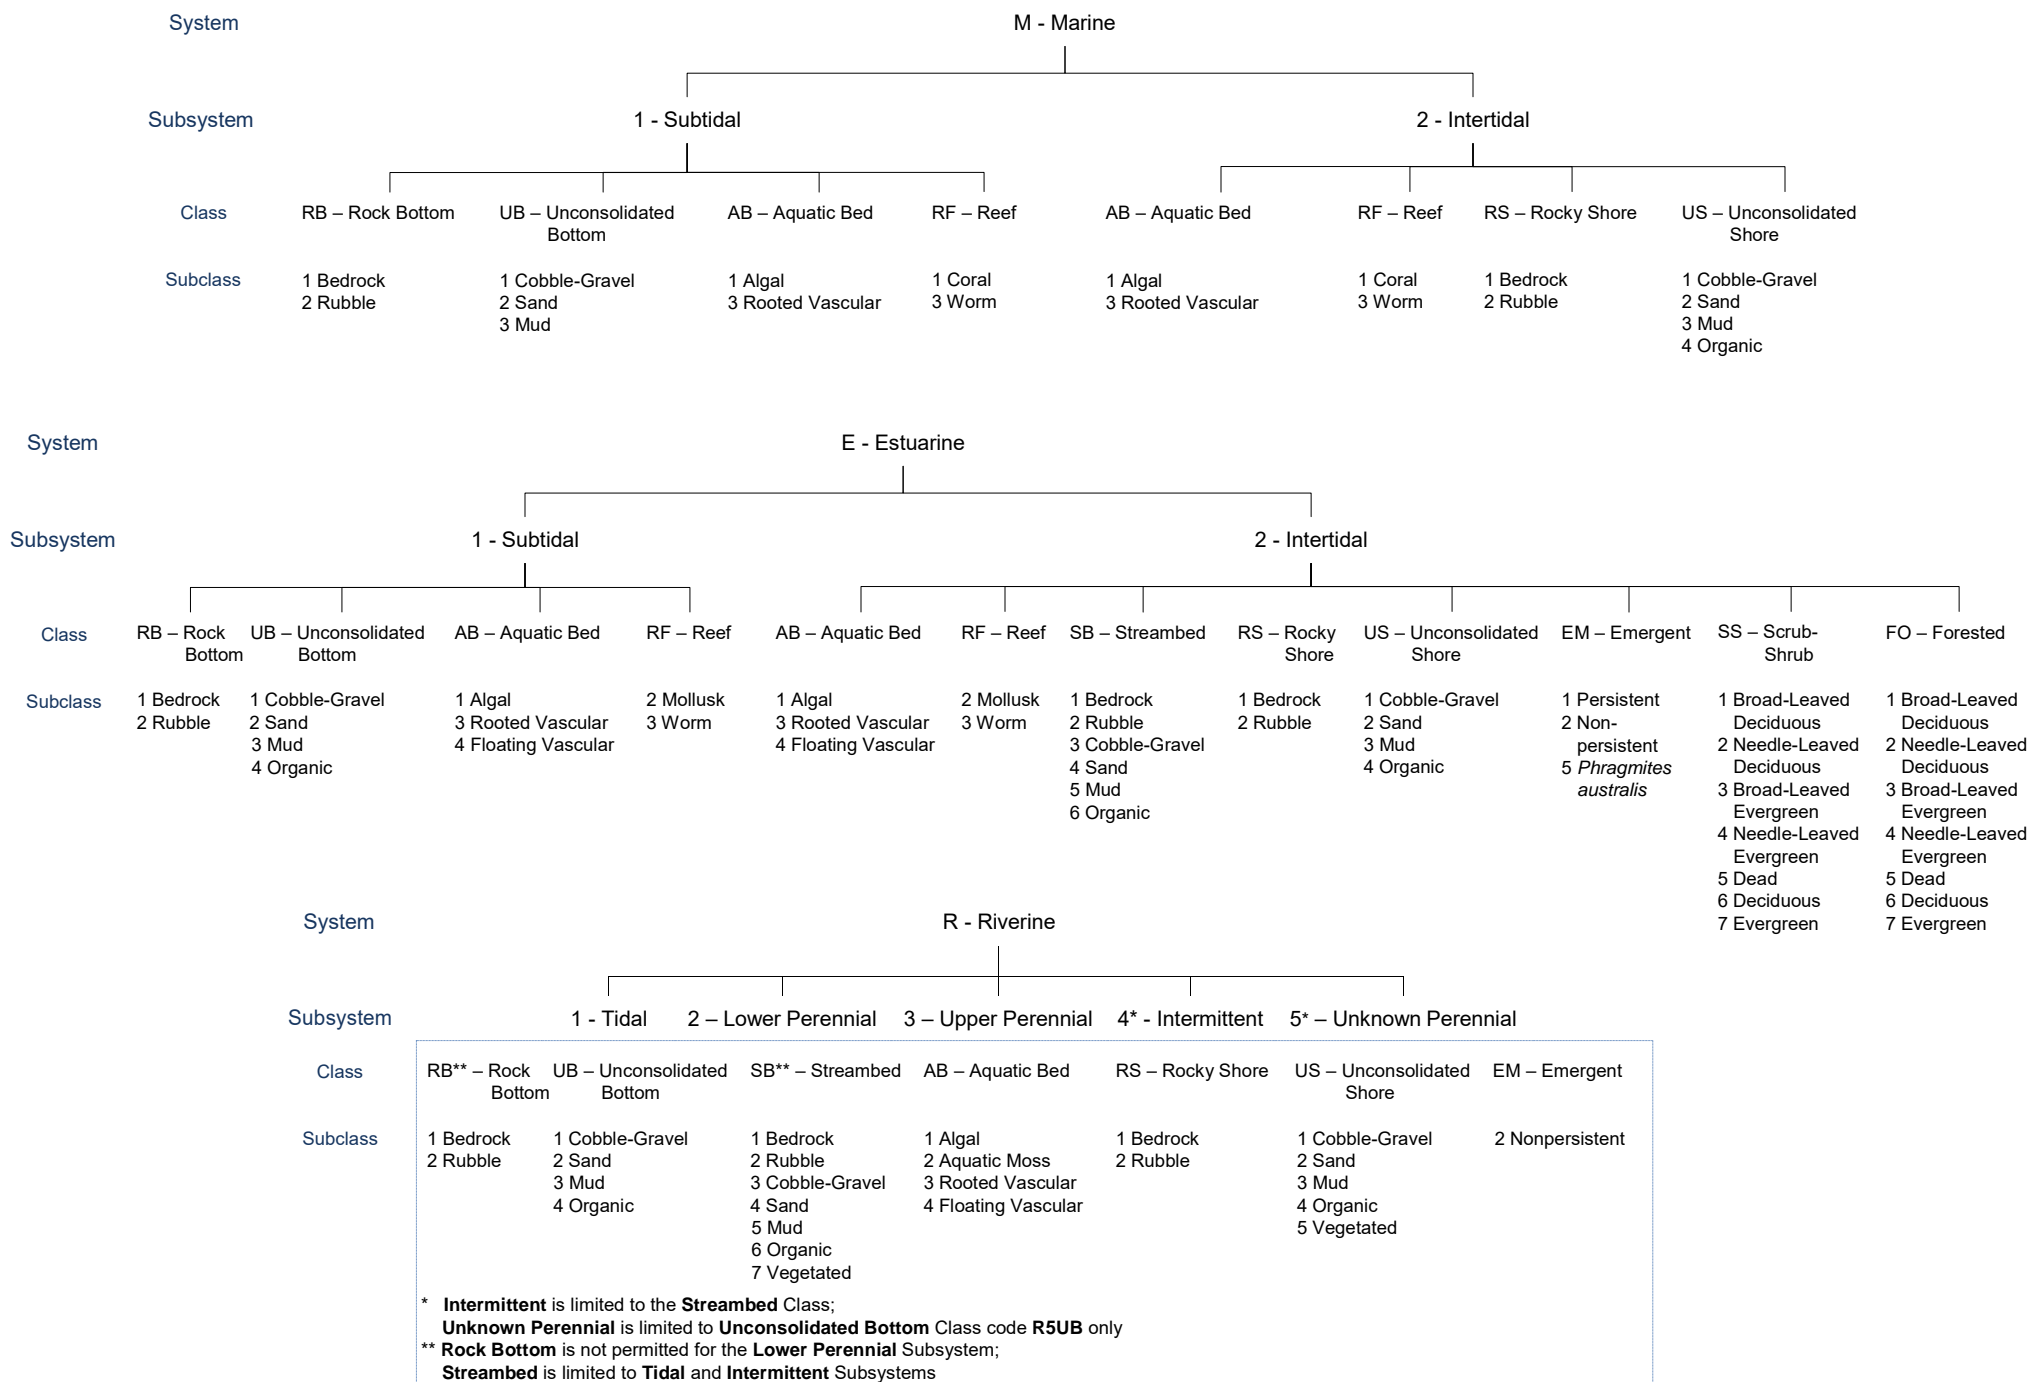 System
M - Marine
Subsystem
1 - Subtidal
2 - Intertidal
Class
RB – Rock Bottom
UB – Unconsolidated
Bottom
AB – Aquatic Bed
RF – Reef
AB – Aquatic Bed
RF – Reef
RS – Rocky Shore
US – Unconsolidated
Shore
Subclass
1 Bedrock
2 Rubble
1 Cobble-Gravel
2 Sand
3 Mud
1 Algal
3 Rooted Vascular
1 Coral
3 Worm
1 Algal
3 Rooted Vascular
1 Coral
3 Worm
1 Bedrock
2 Rubble
1 Cobble-Gravel
2 Sand
3 Mud
4 Organic
System
E - Estuarine
Subsystem
1 - Subtidal
2 - Intertidal
Class
RB – Rock
Bottom
UB – Unconsolidated
Bottom
AB – Aquatic Bed
RF – Reef
AB – Aquatic Bed
RF – Reef
SB – Streambed
RS – Rocky
Shore
US – Unconsolidated
Shore
EM – Emergent
SS – Scrub-
Shrub
FO – Forested
Subclass
1 Bedrock
2 Rubble
1 Cobble-Gravel
2 Sand
3 Mud
4 Organic
1 Algal
3 Rooted Vascular
4 Floating Vascular
2 Mollusk
3 Worm
1 Algal
3 Rooted Vascular
4 Floating Vascular
2 Mollusk
3 Worm
1 Bedrock
2 Rubble
3 Cobble-Gravel
4 Sand
5 Mud
6 Organic
1 Bedrock
2 Rubble
1 Cobble-Gravel
2 Sand
3 Mud
4 Organic
1 Persistent
2 Non-
persistent
5 Phragmites
australis
1 Broad-Leaved
Deciduous
2 Needle-Leaved
Deciduous
3 Broad-Leaved
Evergreen
4 Needle-Leaved
Evergreen
5 Dead
6 Deciduous
7 Evergreen
1 Broad-Leaved
Deciduous
2 Needle-Leaved
Deciduous
3 Broad-Leaved
Evergreen
4 Needle-Leaved
Evergreen
5 Dead
6 Deciduous
7 Evergreen
System
R - Riverine
Subsystem
1 - Tidal
2 – Lower Perennial
3 – Upper Perennial
4* - Intermittent
5* – Unknown Perennial
Class
RB** – Rock
Bottom
UB – Unconsolidated
Bottom
SB** – Streambed
AB – Aquatic Bed
RS – Rocky Shore
US – Unconsolidated
Shore
EM – Emergent
Subclass
1 Bedrock
2 Rubble
1 Cobble-Gravel
2 Sand
3 Mud
4 Organic
1 Bedrock
2 Rubble
3 Cobble-Gravel
4 Sand
5 Mud
6 Organic
7 Vegetated
1 Algal
2 Aquatic Moss
3 Rooted Vascular
4 Floating Vascular
1 Bedrock
2 Rubble
1 Cobble-Gravel
2 Sand
3 Mud
4 Organic
5 Vegetated
2 Nonpersistent
* Intermittent is limited to the Streambed Class;
Unknown Perennial is limited to Unconsolidated Bottom Class code R5UB only
** Rock Bottom is not permitted for the Lower Perennial Subsystem;
Streambed is limited to Tidal and Intermittent Subsystems